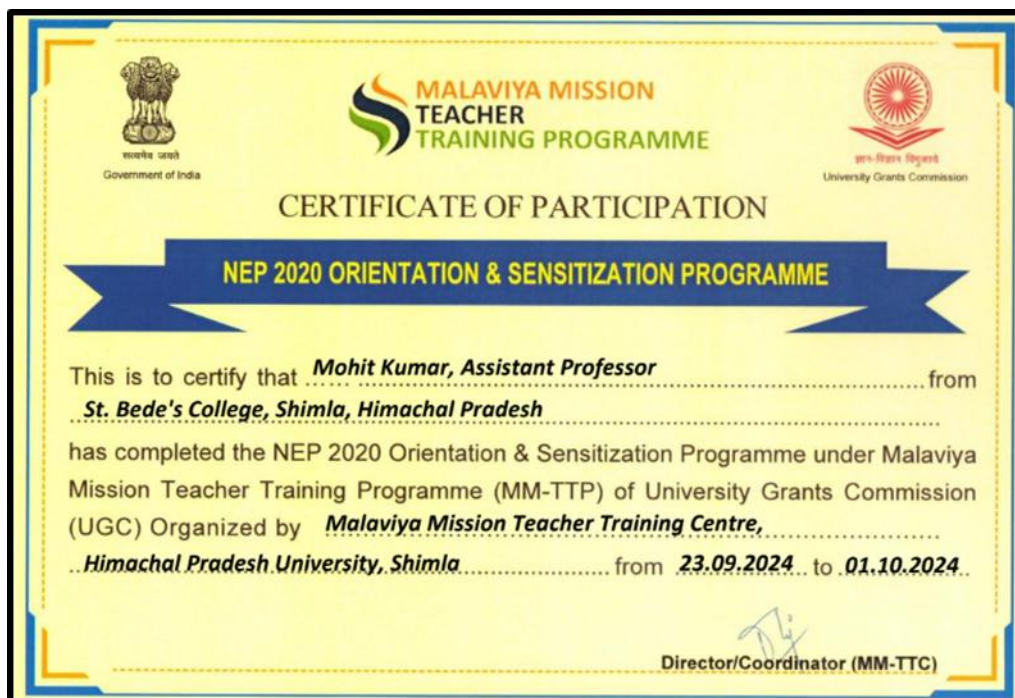 सत्यमेव जयते
Government of India
MALAVIYA MISSION
TEACHER
TRAINING PROGRAMME
ज्ञान-विज्ञान विमुक्तये
University Grants Commission
CERTIFICATE OF PARTICIPATION
NEP 2020 ORIENTATION & SENSITIZATION PROGRAMME
This is to certify that Mohit Kumar, Assistant Professor from
St. Bede's College, Shimla, Himachal Pradesh
has completed the NEP 2020 Orientation & Sensitization Programme under Malaviya
Mission Teacher Training Programme (MM-TTP) of University Grants Commission
(UGC) Organized by Malaviya Mission Teacher Training Centre,
Himachal Pradesh University, Shimla from 23.09.2024 to 01.10.2024
Director/Coordinator (MM-TTC)